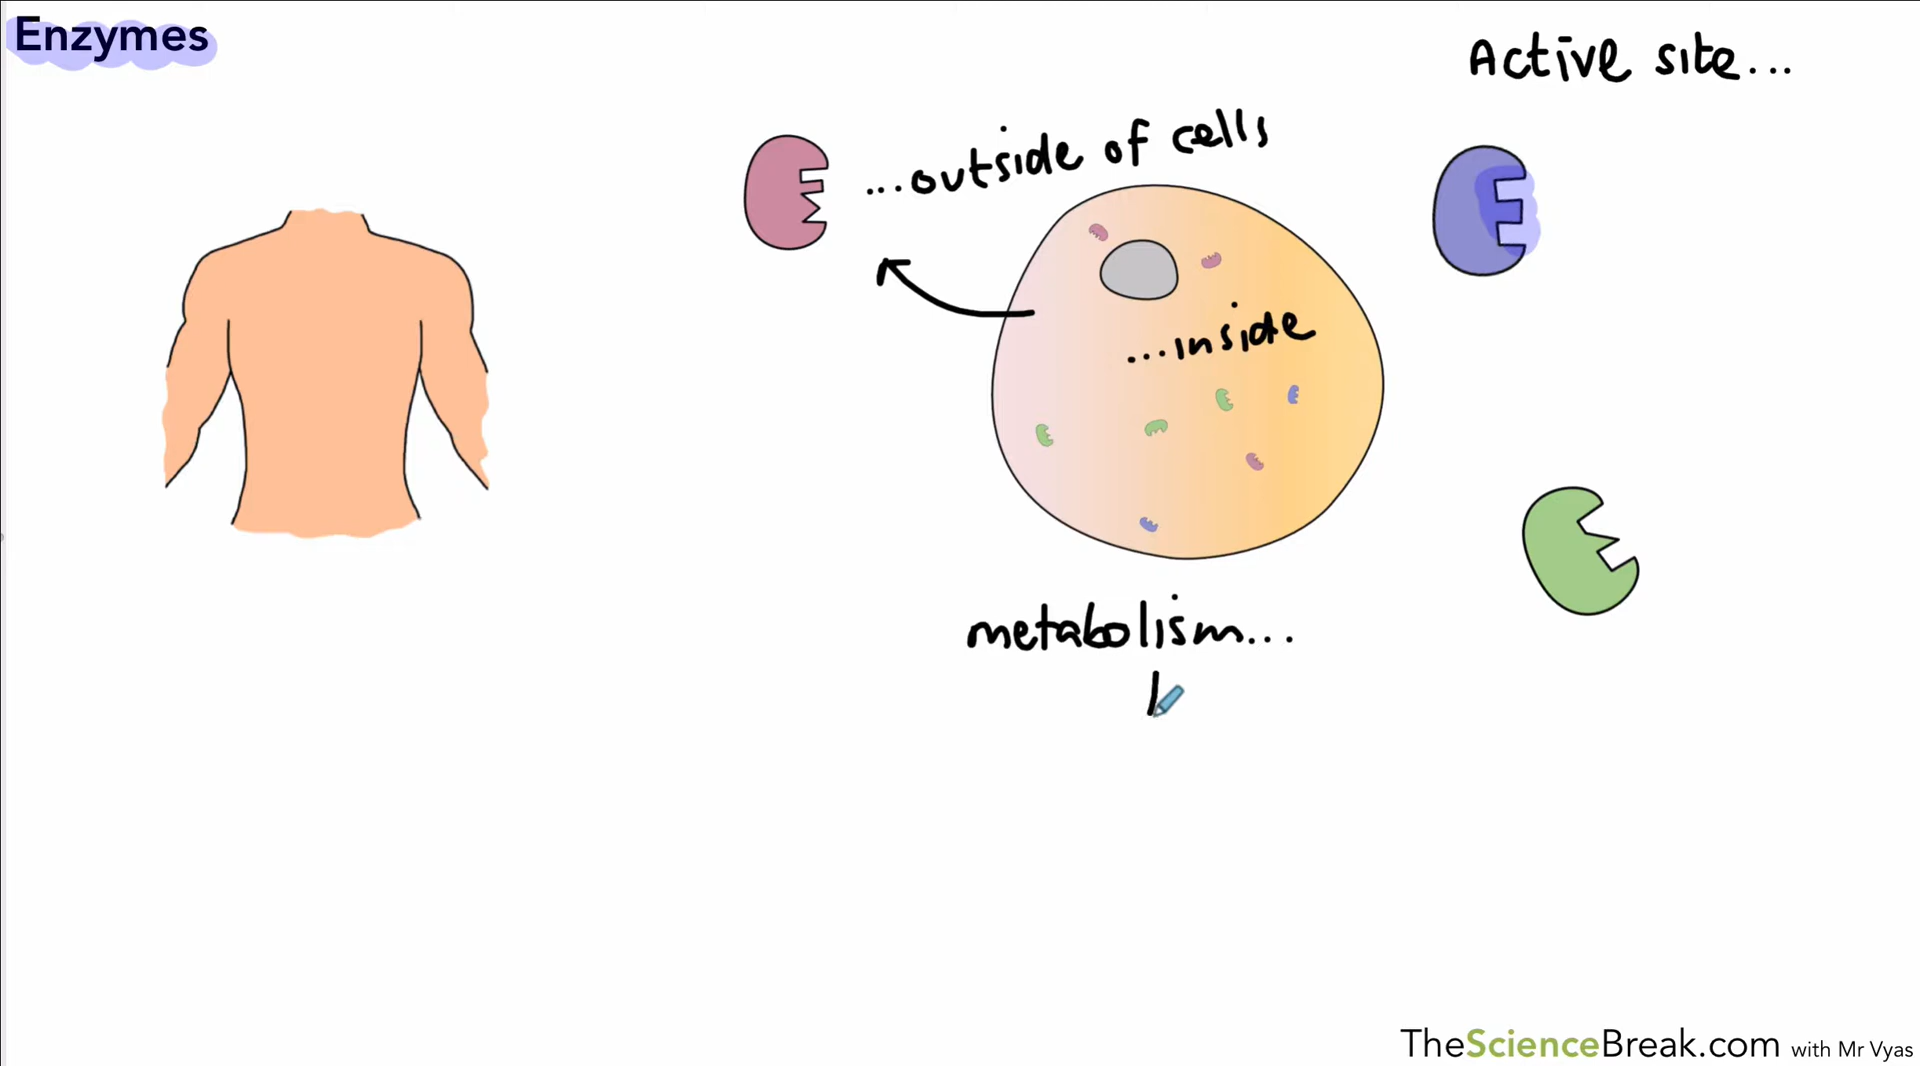 Enzymes
Active site...
...outside of cells
...inside
metabolism...
TheScienceBreak.com with Mr Vyas